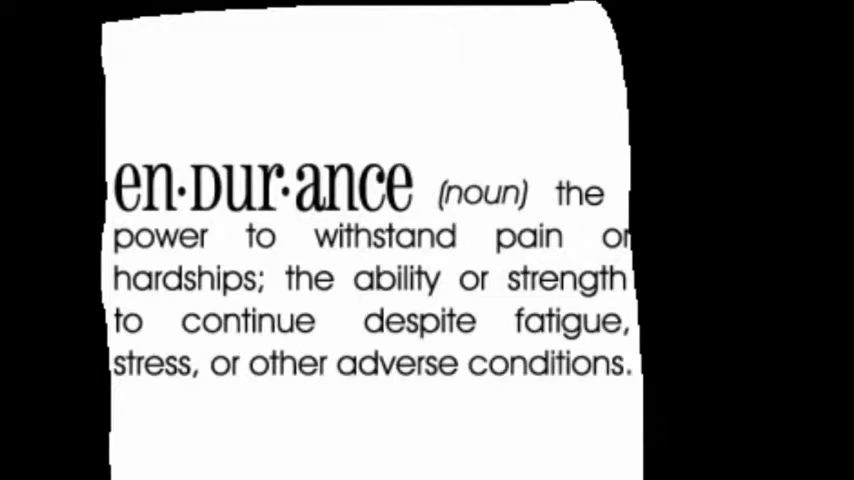 en·Dur·ance (noun) the
power to withstand pain or
hardships; the ability or strength
to continue despite fatigue,
stress, or other adverse conditions.